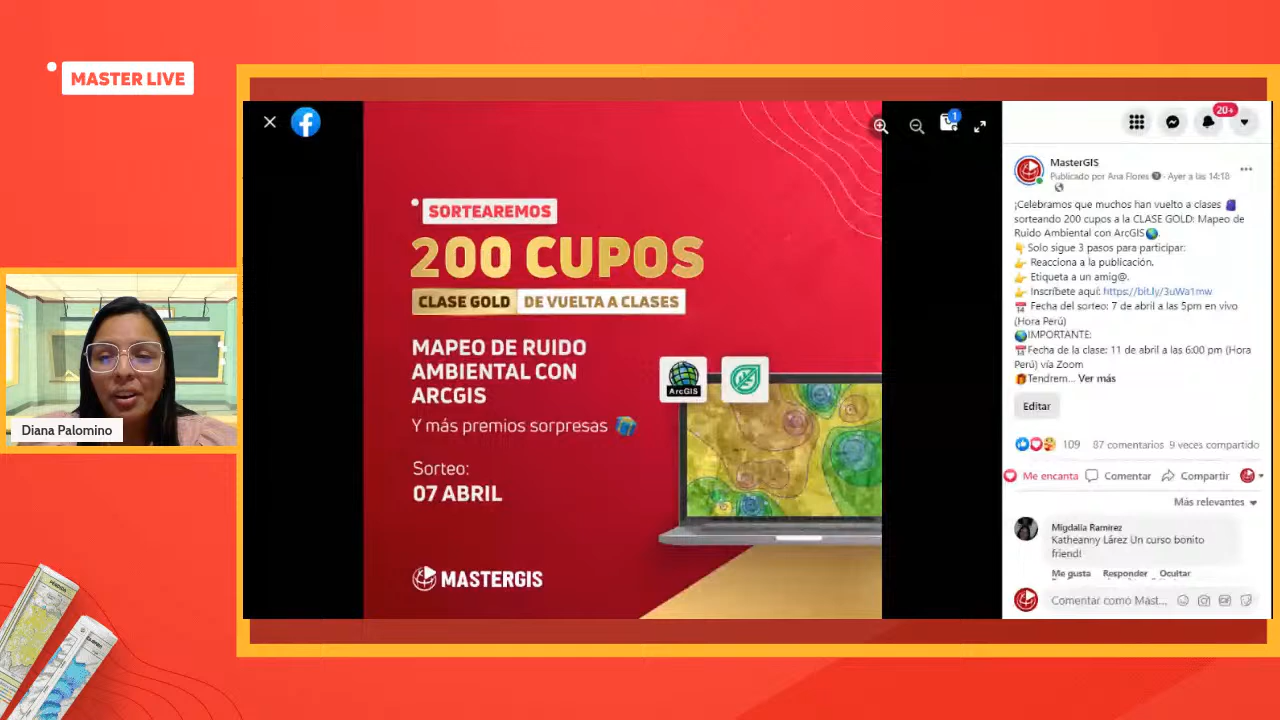 MASTER LIVE
Diana Palomino
SORTEAREMOS
200 CUPOS
CLASE GOLD DE VUELTA A CLASES
MAPEO DE RUIDO
AMBIENTAL CON
ARCGIS
Y más premios sorpresas
Sorteo:
07 ABRIL
MASTERGIS
ArcGIS
1
20+
MasterGIS
Publicado por Ana Flores · Ayer a las 14:18
¡Celebramos que muchos han vuelto a clases
sorteando 200 cupos a la CLASE GOLD: Mapeo de
Ruido Ambiental con ArcGIS
Solo sigue 3 pasos para participar:
Reacciona a la publicación.
Etiqueta a un amig@.
Inscríbete aquí: https://bit.ly/3uWa1mw
Fecha del sorteo: 7 de abril a las 5pm en vivo
(Hora Perú)
IMPORTANTE:
Fecha de la clase: 11 de abril a las 6:00 pm (Hora
Perú) vía Zoom
Tendrem... Ver más
Editar
109 87 comentarios 9 veces compartido
Me encanta Comentar Compartir
Más relevantes
Migdalia Ramirez
Katheanny Lárez Un curso bonito
friend!
Me gusta Responder Ocultar
Comentar como Mast...